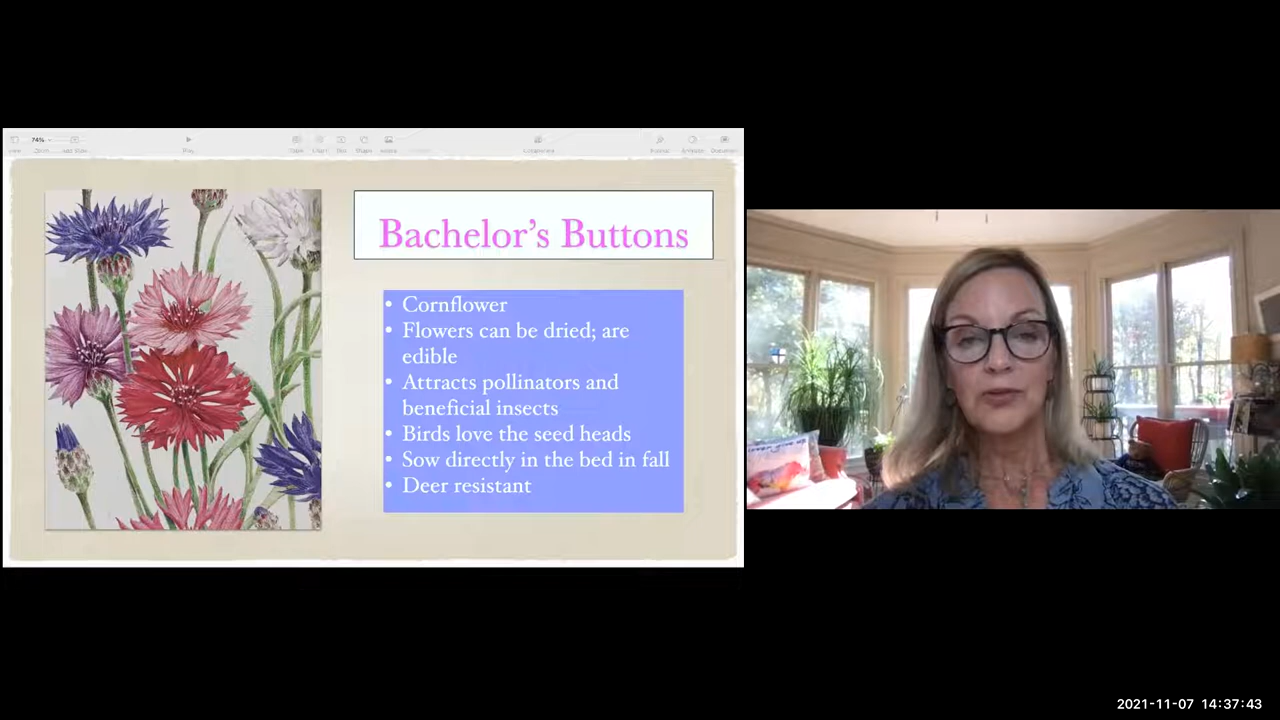 74%
Bachelor's Buttons
• Cornflower
• Flowers can be dried; are
edible
• Attracts pollinators and
beneficial insects
• Birds love the seed heads
• Sow directly in the bed in fall
• Deer resistant
2021-11-07 14:37:43